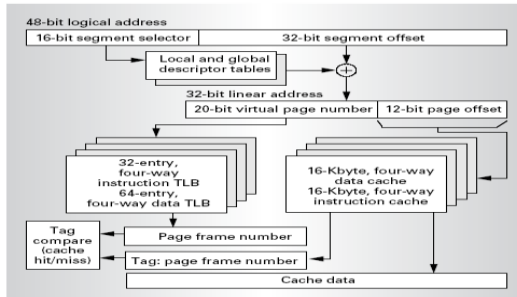 48-bit logical address
16-bit segment selector
32-bit segment offset
Local and global
descriptor tables
32-bit linear address
20-bit virtual page number
12-bit page offset
32-entry,
four-way
instruction TLB
64-entry,
four-way data TLB
16-Kbyte, four-way
data cache
16-Kbyte, four-way
instruction cache
Tag
compare
(cache
hit/miss)
Page frame number
Tag: page frame number
Cache data